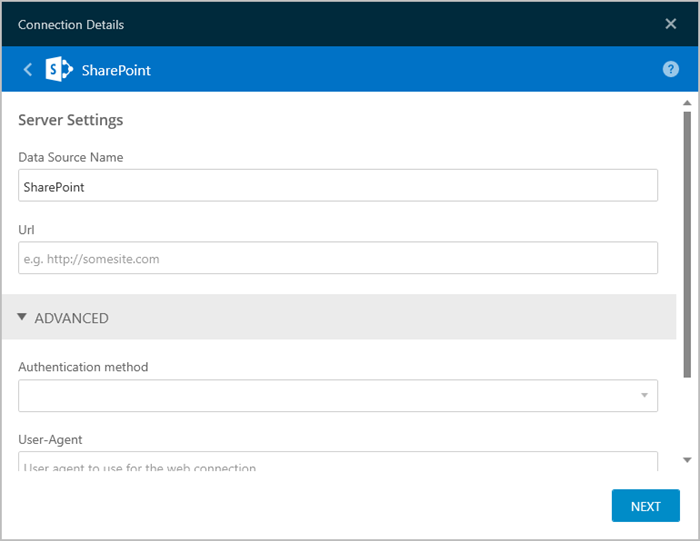 Connection Details
SharePoint
Server Settings
Data Source Name
SharePoint
Url
e.g. http://somesite.com
ADVANCED
Authentication method
User-Agent
User agent to use for the web connection
NEXT